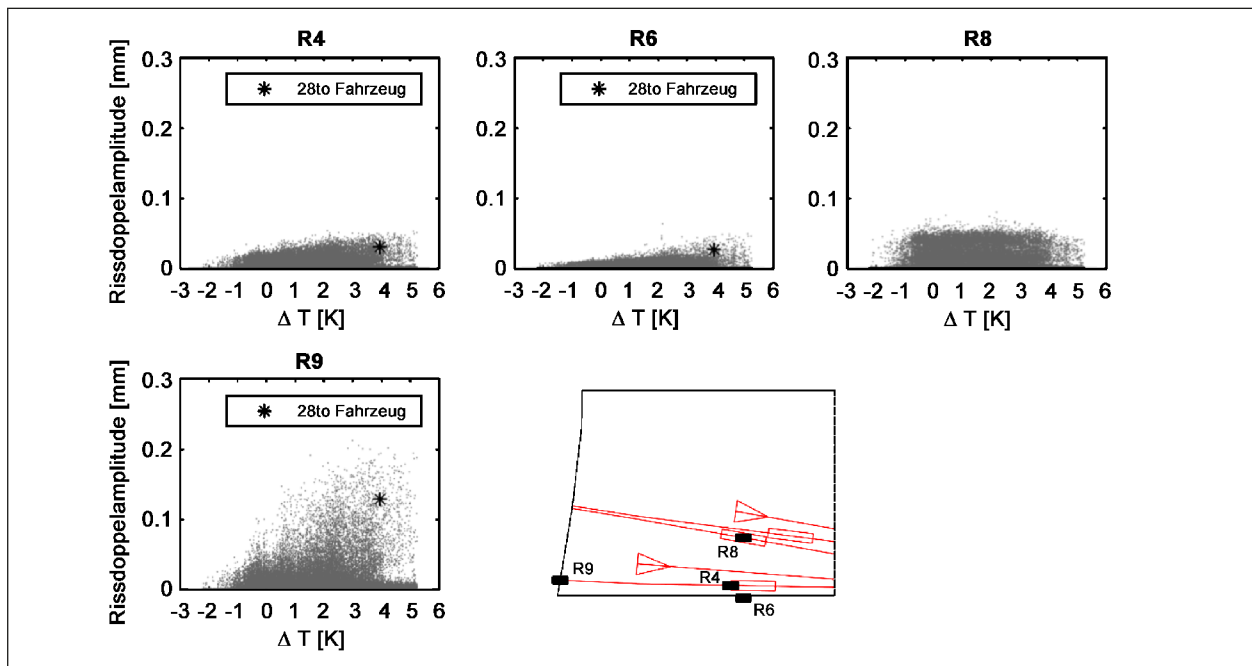 R4
R6
R8
Rissdoppelamplitude [mm]
0.3
0.2
0.1
0
28to Fahrzeug
-3 -2 -1 0 1 2 3 4 5 6
Δ T [K]
0.3
0.2
0.1
0
28to Fahrzeug
-3 -2 -1 0 1 2 3 4 5 6
Δ T [K]
0.3
0.2
0.1
0
-3 -2 -1 0 1 2 3 4 5 6
Δ T [K]
R9
Rissdoppelamplitude [mm]
0.3
0.2
0.1
0
28to Fahrzeug
-3 -2 -1 0 1 2 3 4 5 6
Δ T [K]
R8
R9
R4
R6